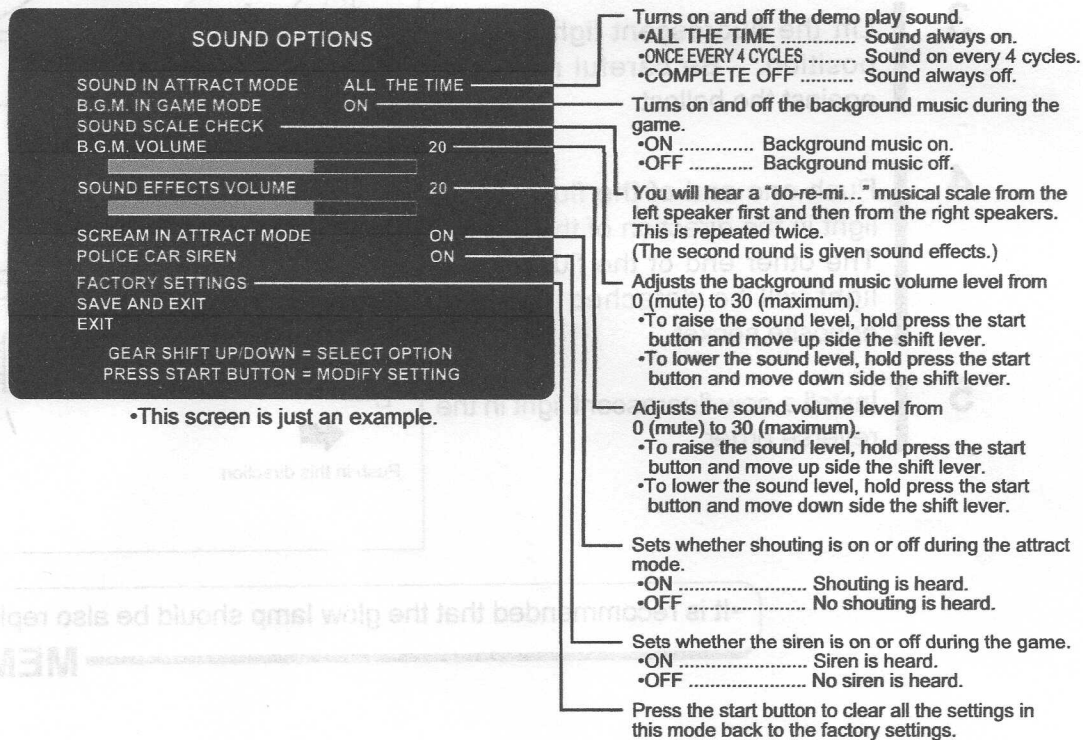 SOUND OPTIONS
SOUND IN ATTRACT MODE ALL THE TIME
B.G.M. IN GAME MODE ON
SOUND SCALE CHECK
B.G.M. VOLUME 20
SOUND EFFECTS VOLUME 20
SCREAM IN ATTRACT MODE ON
POLICE CAR SIREN ON
FACTORY SETTINGS
SAVE AND EXIT
EXIT
GEAR SHIFT UP/DOWN = SELECT OPTION
PRESS START BUTTON = MODIFY SETTING
•This screen is just an example.
Turns on and off the demo play sound.
•ALL THE TIME ............. Sound always on.
•ONCE EVERY 4 CYCLES ........ Sound on every 4 cycles.
•COMPLETE OFF .............. Sound always off.
Turns on and off the background music during the
game.
•ON ............. Background music on.
•OFF ........... Background music off.
You will hear a "do-re-mi..." musical scale from the
left speaker first and then from the right speakers.
This is repeated twice.
(The second round is given sound effects.)
Adjusts the background music volume level from
0 (mute) to 30 (maximum).
•To raise the sound level, hold press the start
button and move up side the shift lever.
•To lower the sound level, hold press the start
button and move down side the shift lever.
Adjusts the sound volume level from
0 (mute) to 30 (maximum).
•To raise the sound level, hold press the start
button and move up side the shift lever.
•To lower the sound level, hold press the start
button and move down side the shift lever.
Sets whether shouting is on or off during the attract
mode.
•ON ....................... Shouting is heard.
•OFF ...................... No shouting is heard.
Sets whether the siren is on or off during the game.
•ON ....................... Siren is heard.
•OFF ...................... No siren is heard.
Press the start button to clear all the settings in
this mode back to the factory settings.
Push in this direction
It is recommended that the glow lamp should be also repl
MEM